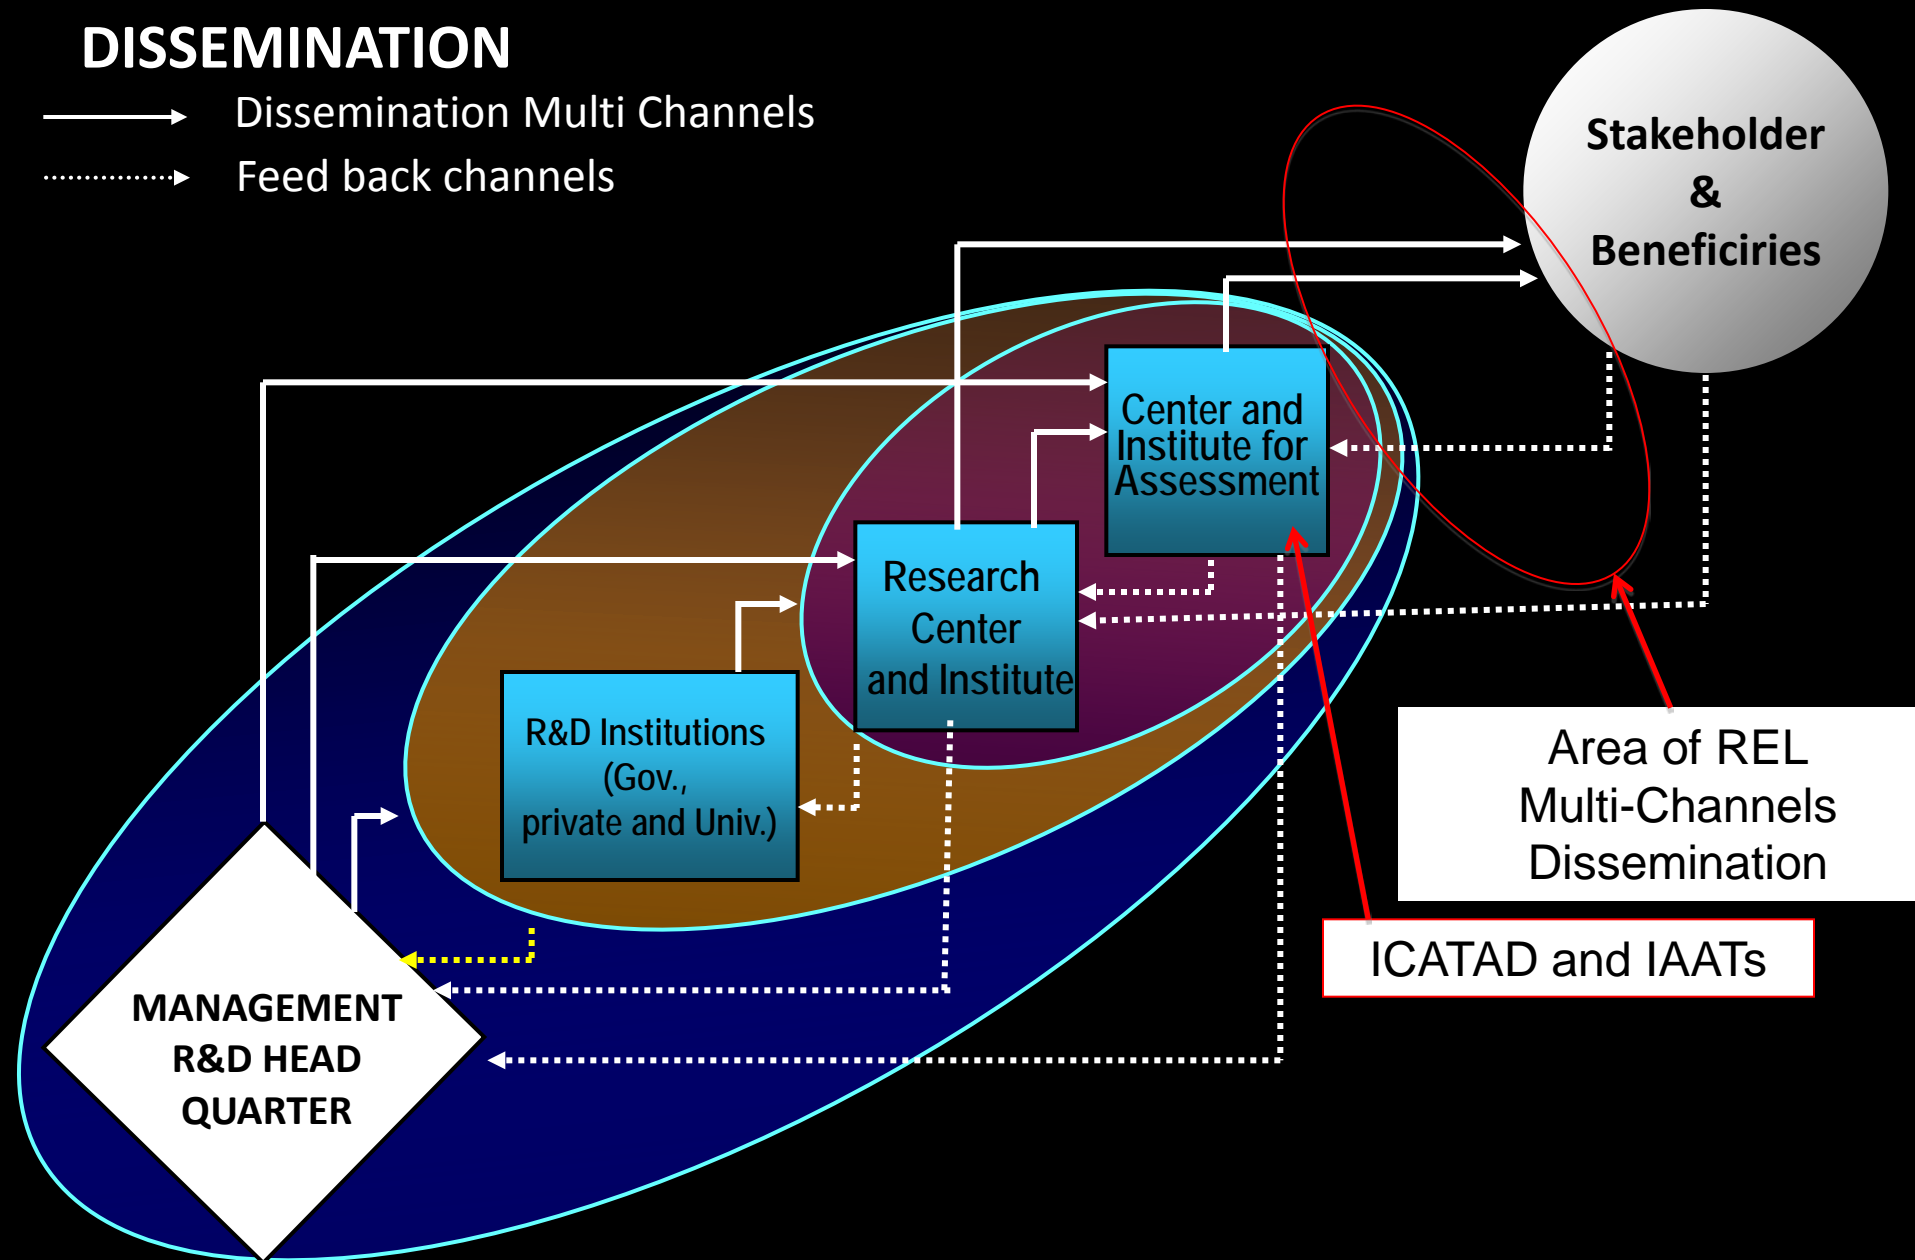 DISSEMINATION
Dissemination Multi Channels
Feed back channels
Stakeholder
&
Beneficiries
Center and
Institute for
Assessment
Research
Center
and Institute
R&D Institutions
(Gov.,
private and Univ.)
MANAGEMENT
R&D HEAD
QUARTER
Area of REL
Multi-Channels
Dissemination
ICATAD and IAATs